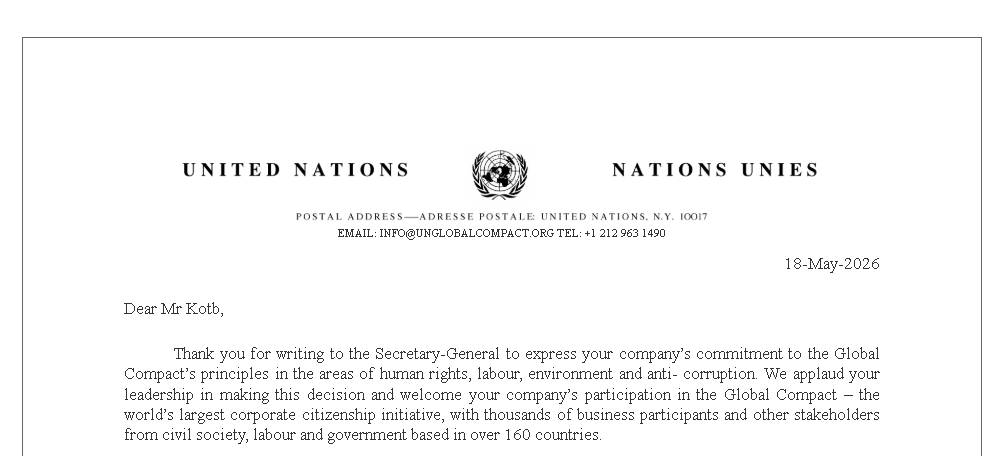 UNITED NATIONS NATIONS UNIES
POSTAL ADDRESS—ADRESSE POSTALE: UNITED NATIONS, N.Y. 10017
EMAIL: INFO@UNGLOBALCOMPACT.ORG TEL: +1 212 963 1490
18-May-2026
Dear Mr Kotb,
Thank you for writing to the Secretary-General to express your company’s commitment to the Global
Compact’s principles in the areas of human rights, labour, environment and anti- corruption. We applaud your
leadership in making this decision and welcome your company’s participation in the Global Compact – the
world’s largest corporate citizenship initiative, with thousands of business participants and other stakeholders
from civil society, labour and government based in over 160 countries.